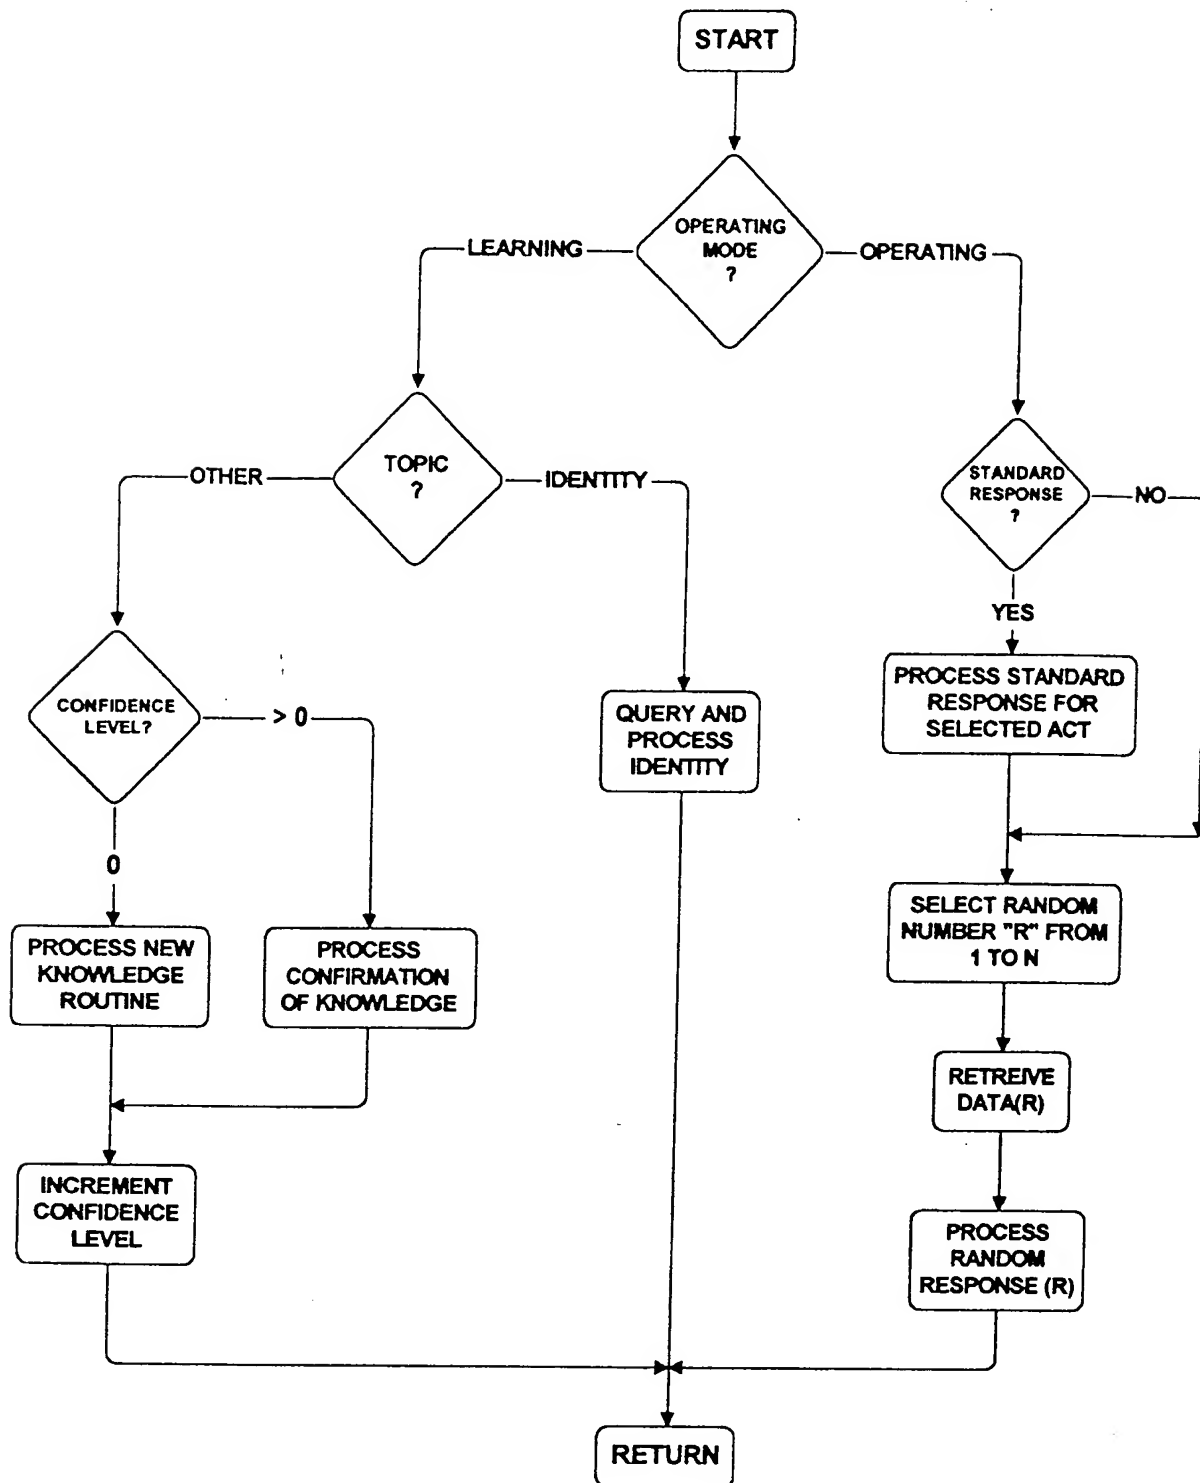 START
OPERATING
MODE
?
LEARNING
OPERATING
TOPIC
?
OTHER
IDENTITY
STANDARD
RESPONSE
?
NO
YES
CONFIDENCE
LEVEL?
> 0
0
QUERY AND
PROCESS
IDENTITY
PROCESS STANDARD
RESPONSE FOR
SELECTED ACT
PROCESS NEW
KNOWLEDGE
ROUTINE
PROCESS
CONFIRMATION
OF KNOWLEDGE
SELECT RANDOM
NUMBER "R" FROM
1 TO N
RETREIVE
DATA(R)
INCREMENT
CONFIDENCE
LEVEL
PROCESS
RANDOM
RESPONSE (R)
RETURN